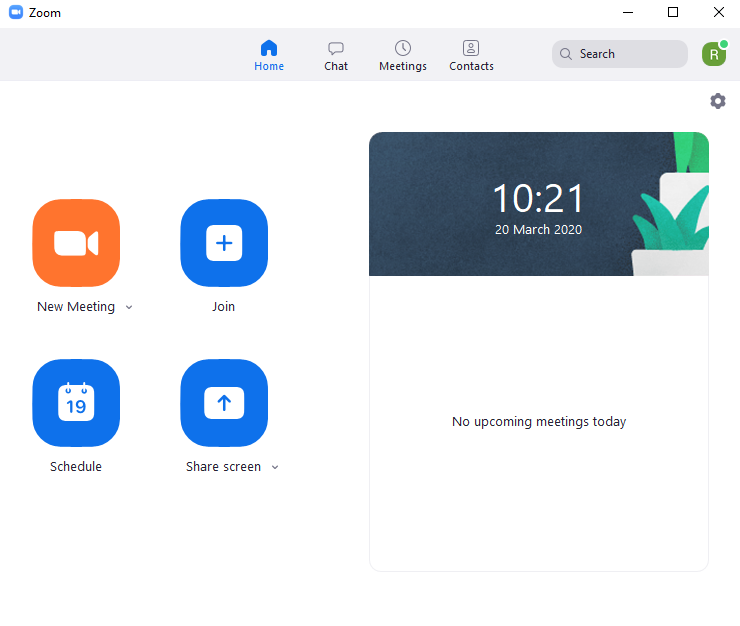 Zoom
Home
Chat
Meetings
Contacts
Search
R
10:21
20 March 2020
New Meeting
Join
19
Schedule
Share screen
No upcoming meetings today